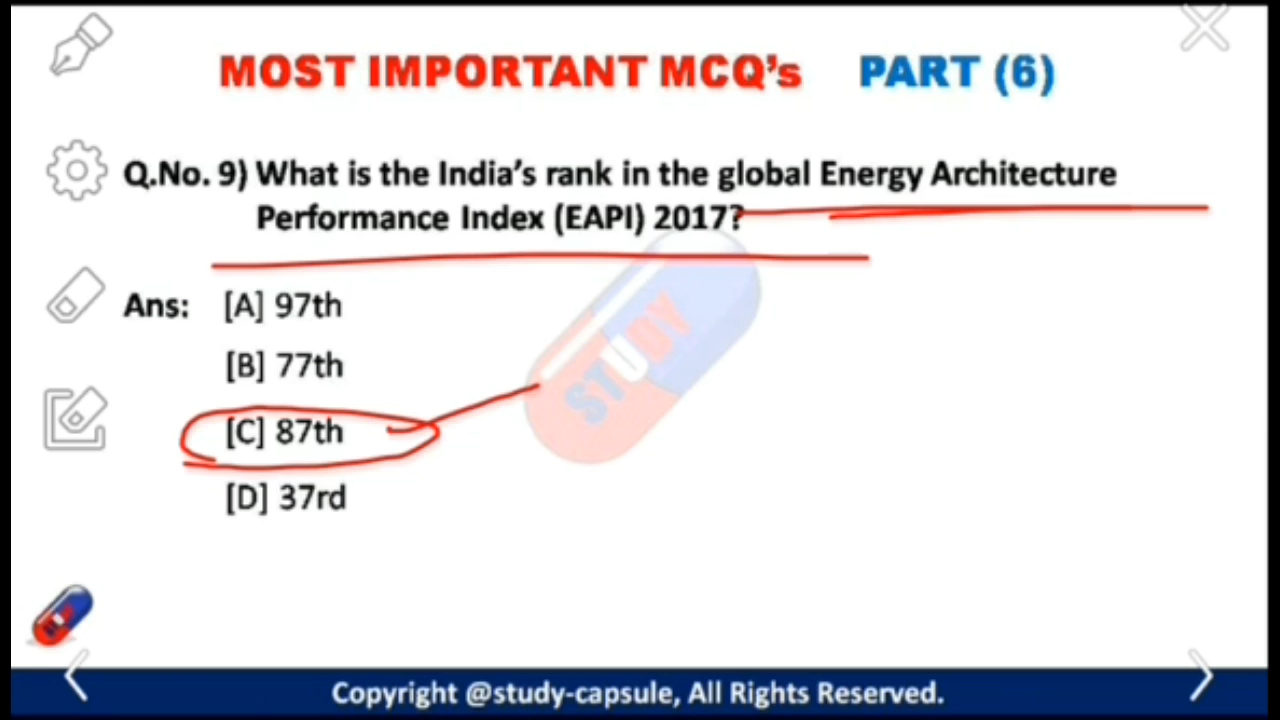 MOST IMPORTANT MCQ's PART (6)
Q.No. 9) What is the India's rank in the global Energy Architecture
Performance Index (EAPI) 2017?
Ans: [A] 97th
[B] 77th
[C] 87th
[D] 37rd
STUDY
Copyright @study-capsule, All Rights Reserved.